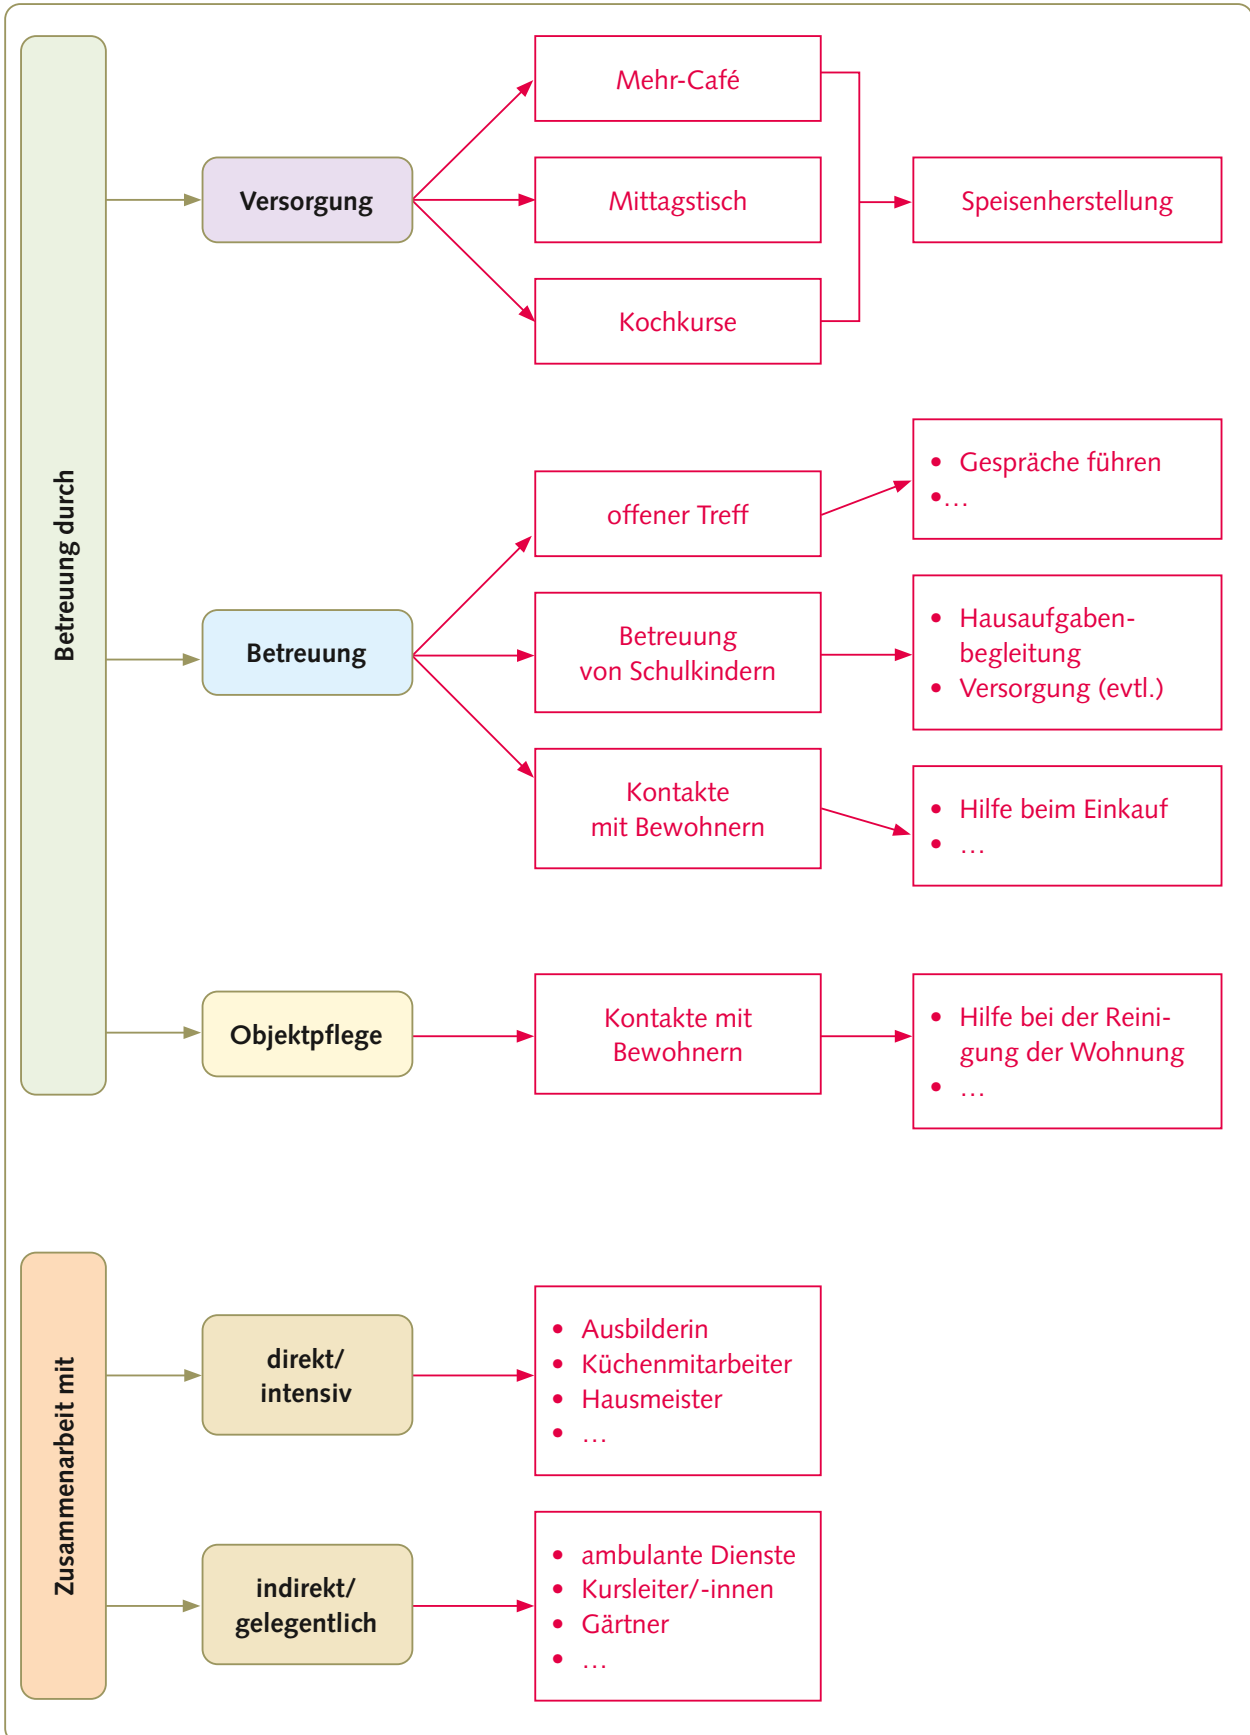 Betreuung durch
Versorgung
Mehr-Café
Mittagstisch
Kochkurse
Speisenherstellung
Betreuung
offener Treff
• Gespräche führen
•…
Betreuung
von Schulkindern
• Hausaufgaben-
begleitung
• Versorgung (evtl.)
Kontakte
mit Bewohnern
• Hilfe beim Einkauf
• …
Objektpflege
Kontakte mit
Bewohnern
• Hilfe bei der Reini-
gung der Wohnung
• …
Zusammenarbeit mit
direkt/
intensiv
• Ausbilderin
• Küchenmitarbeiter
• Hausmeister
• …
indirekt/
gelegentlich
• ambulante Dienste
• Kursleiter/-innen
• Gärtner
• …